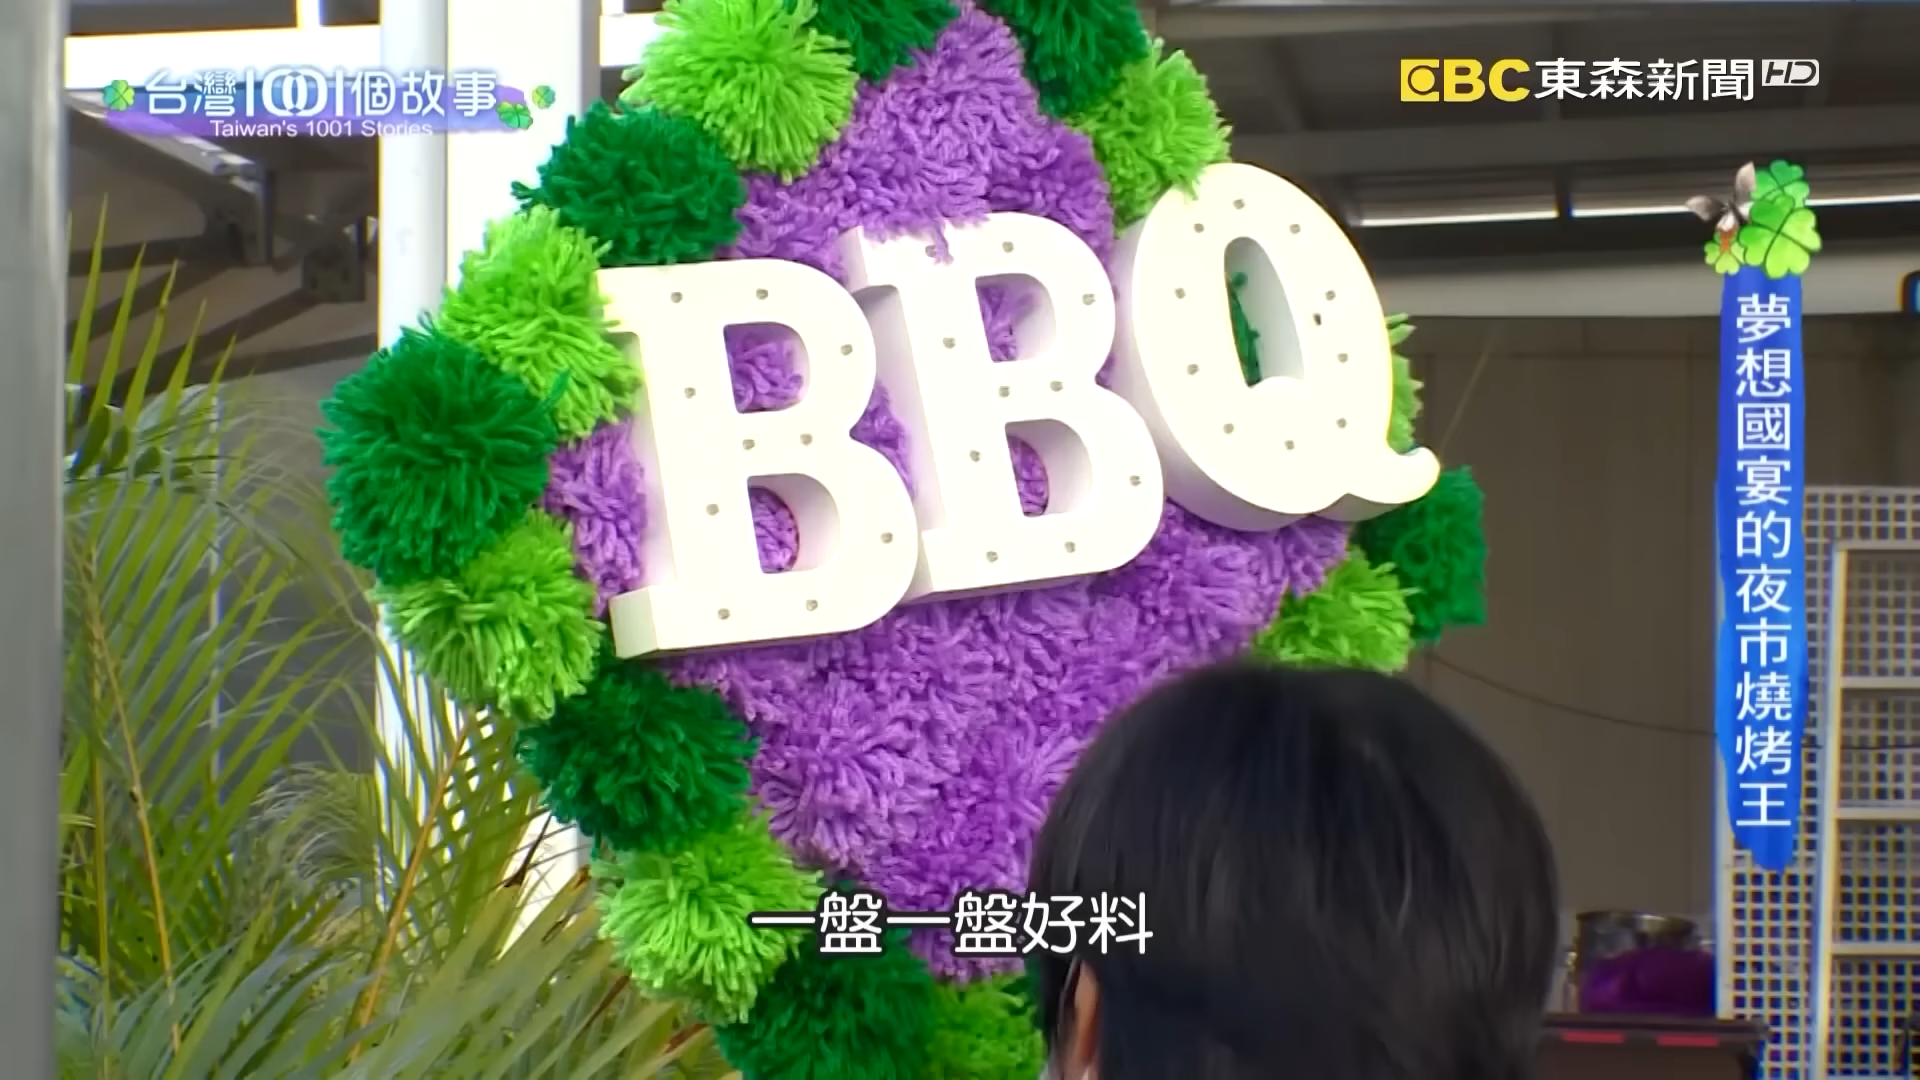 台灣1001個故事
Taiwan's 1001 Stories
EBC東森新聞HD
BBQ
夢想國宴的夜市燒烤王
一盤一盤好料